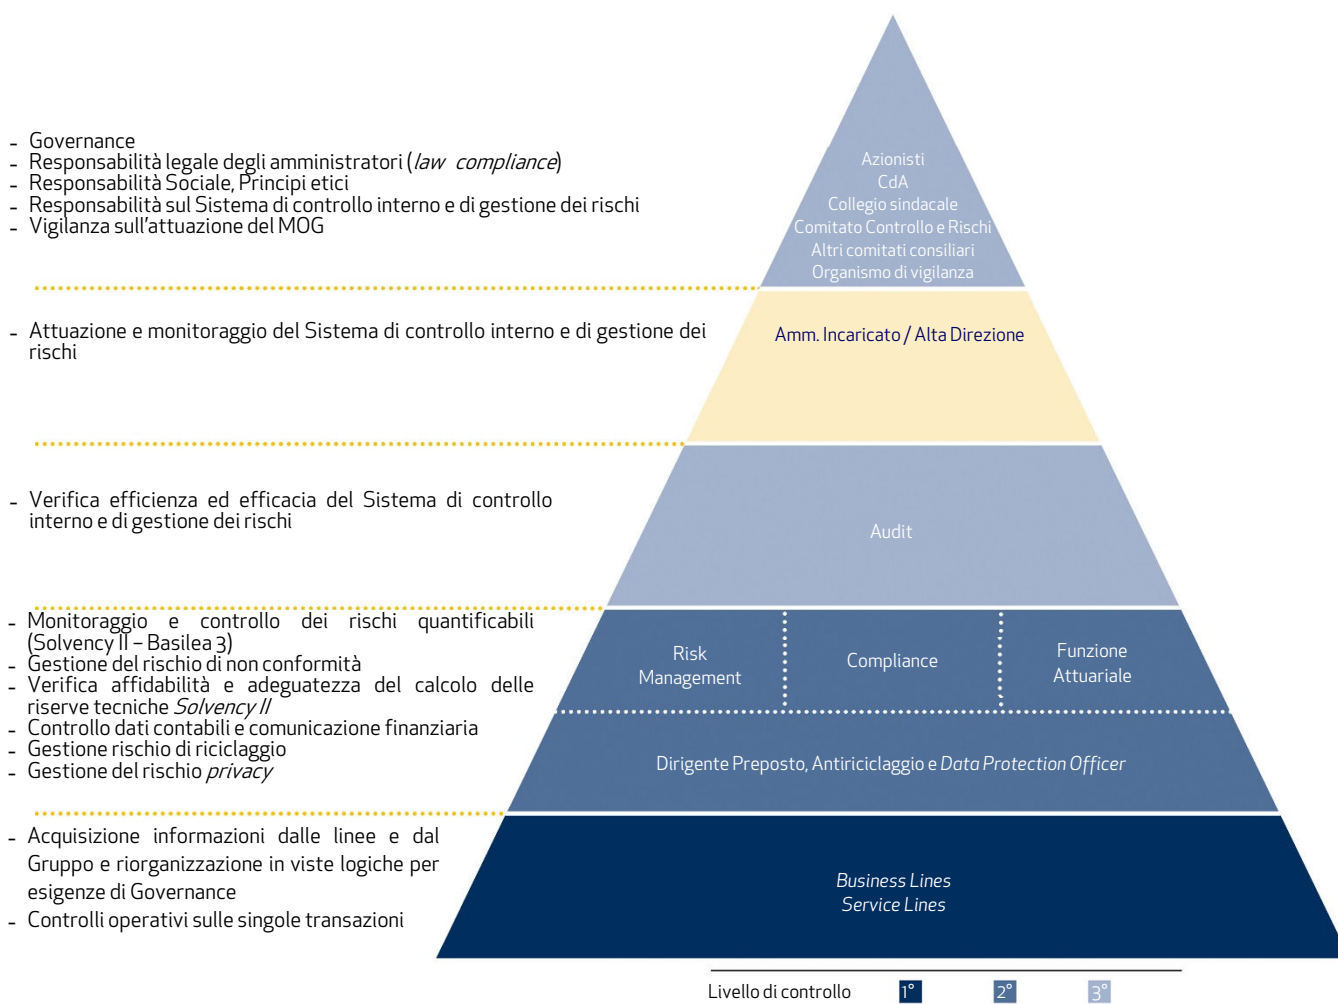 - Governance
- Responsabilità legale degli amministratori (law compliance)
- Responsabilità Sociale, Principi etici
- Responsabilità sul Sistema di controllo interno e di gestione dei rischi
- Vigilanza sull'attuazione del MOG
Azionisti
CdA
Collegio sindacale
Comitato Controllo e Rischi
Altri comitati consiliari
Organismo di vigilanza
- Attuazione e monitoraggio del Sistema di controllo interno e di gestione dei
rischi
Amm. Incaricato / Alta Direzione
- Verifica efficienza ed efficacia del Sistema di controllo
interno e di gestione dei rischi
Audit
- Monitoraggio e controllo dei rischi quantificabili
(Solvency II – Basilea 3)
- Gestione del rischio di non conformità
- Verifica affidabilità e adeguatezza del calcolo delle
riserve tecniche Solvency II
- Controllo dati contabili e comunicazione finanziaria
- Gestione rischio di riciclaggio
- Gestione del rischio privacy
Risk
Management
Compliance
Funzione
Attuariale
Dirigente Preposto, Antiriciclaggio e Data Protection Officer
- Acquisizione informazioni dalle linee e dal
Gruppo e riorganizzazione in viste logiche per
esigenze di Governance
- Controlli operativi sulle singole transazioni
Business Lines
Service Lines
Livello di controllo 1° 2° 3°